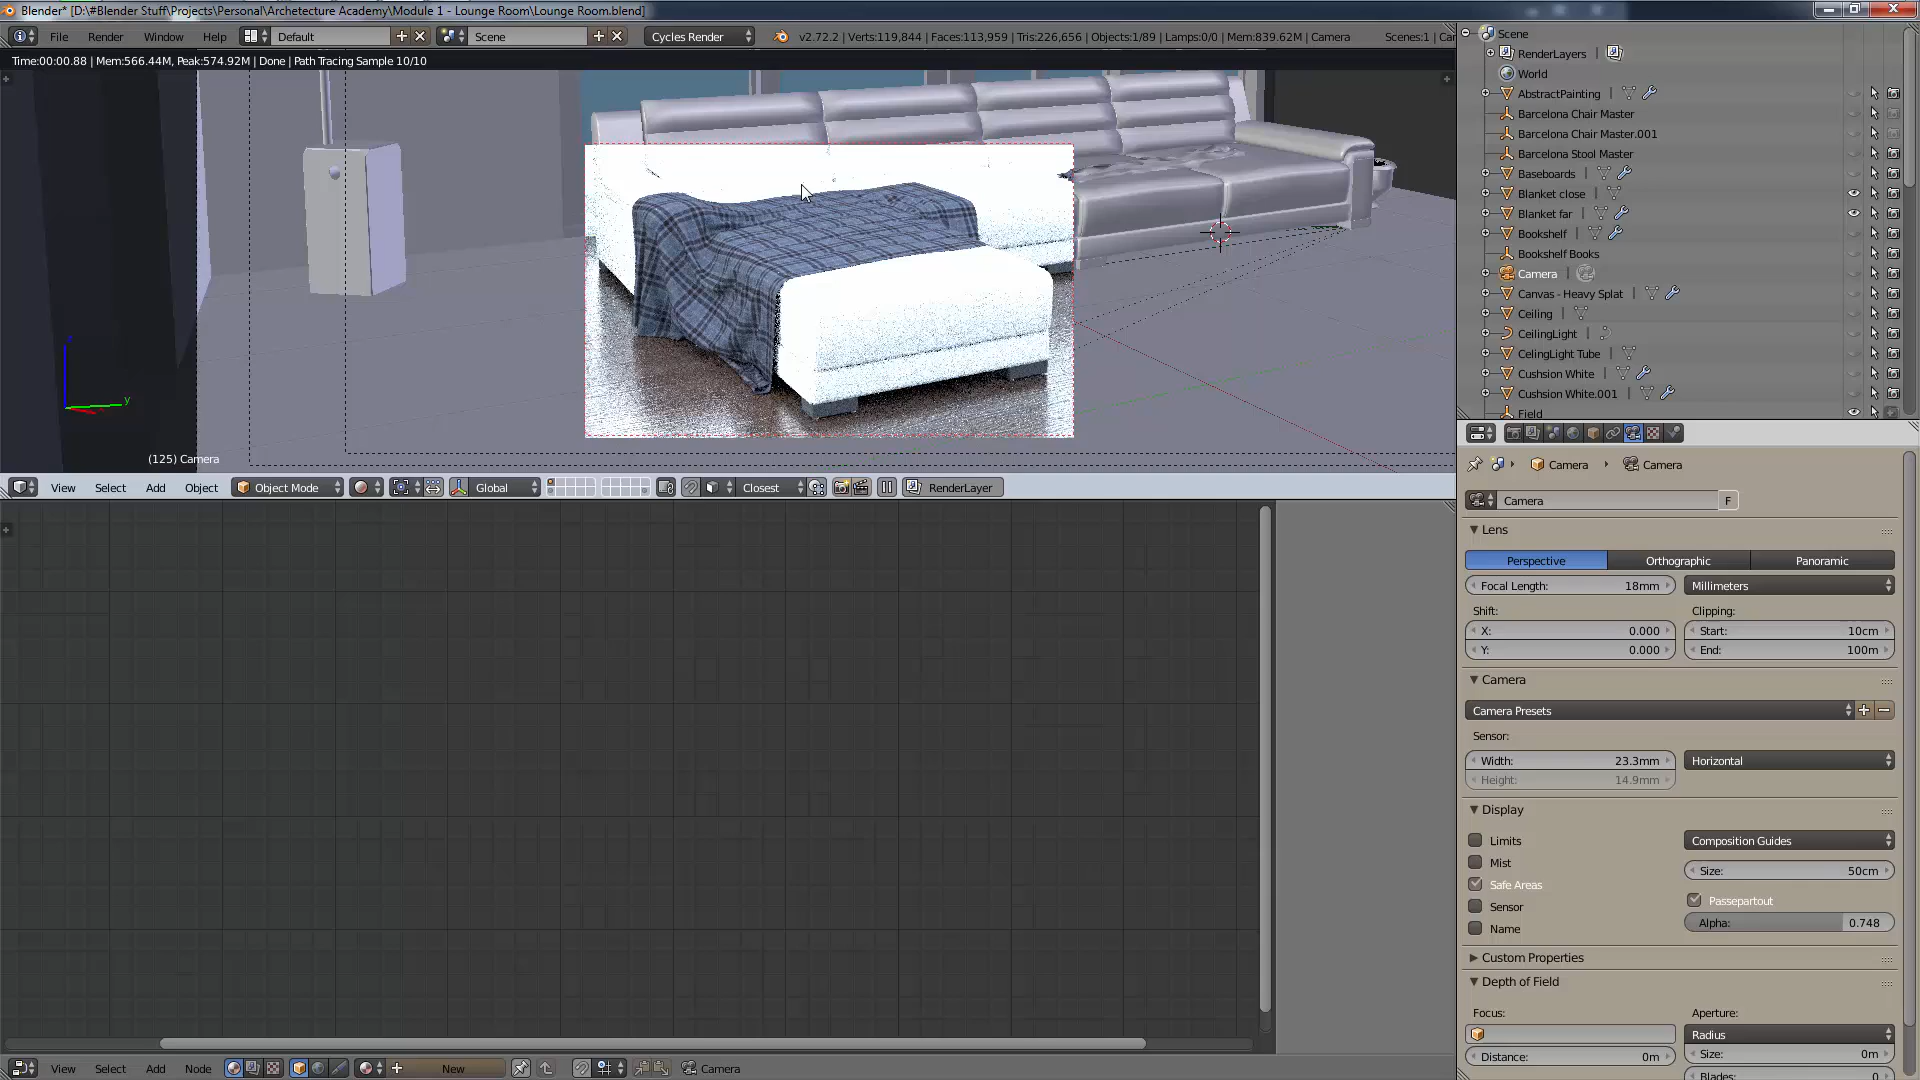 Blender* [D:\#Blender Stuff\Projects\Personal\Archetecture Academy\Module 1 - Lounge Room\Lounge Room.blend]
File Render Window Help Default Scene Cycles Render v2.72.2 | Verts:119,844 | Faces:113,959 | Tris:226,656 | Objects:1/89 | Lamps:0/0 | Mem:839.62M | Camera Scenes:1 | Ca
Time:00:00.88 | Mem:566.44M, Peak:574.92M | Done | Path Tracing Sample 10/10
y
(125) Camera
View Select Add Object Object Mode Global Closest RenderLayer
View Select Add Node New Camera
Scene
RenderLayers
World
AbstractPainting
Barcelona Chair Master
Barcelona Chair Master.001
Barcelona Stool Master
Baseboards
Blanket close
Blanket far
Bookshelf
Bookshelf Books
Camera
Canvas - Heavy Splat
Ceiling
CeilingLight
CelingLight Tube
Cushsion White
Cushsion White.001
Field
Camera Camera
Camera F
Lens
Perspective Orthographic Panoramic
Focal Length: 18mm Millimeters
Shift: Clipping:
X: 0.000 Start: 10cm
Y: 0.000 End: 100m
Camera
Camera Presets
Sensor:
Width: 23.3mm Horizontal
Height: 14.9mm
Display
Limits Composition Guides
Mist
Size: 50cm
Safe Areas
Passepartout
Sensor
Alpha: 0.748
Name
Custom Properties
Depth of Field
Focus: Aperture:
Radius
Distance: 0m Size: 0m
Blades: 0